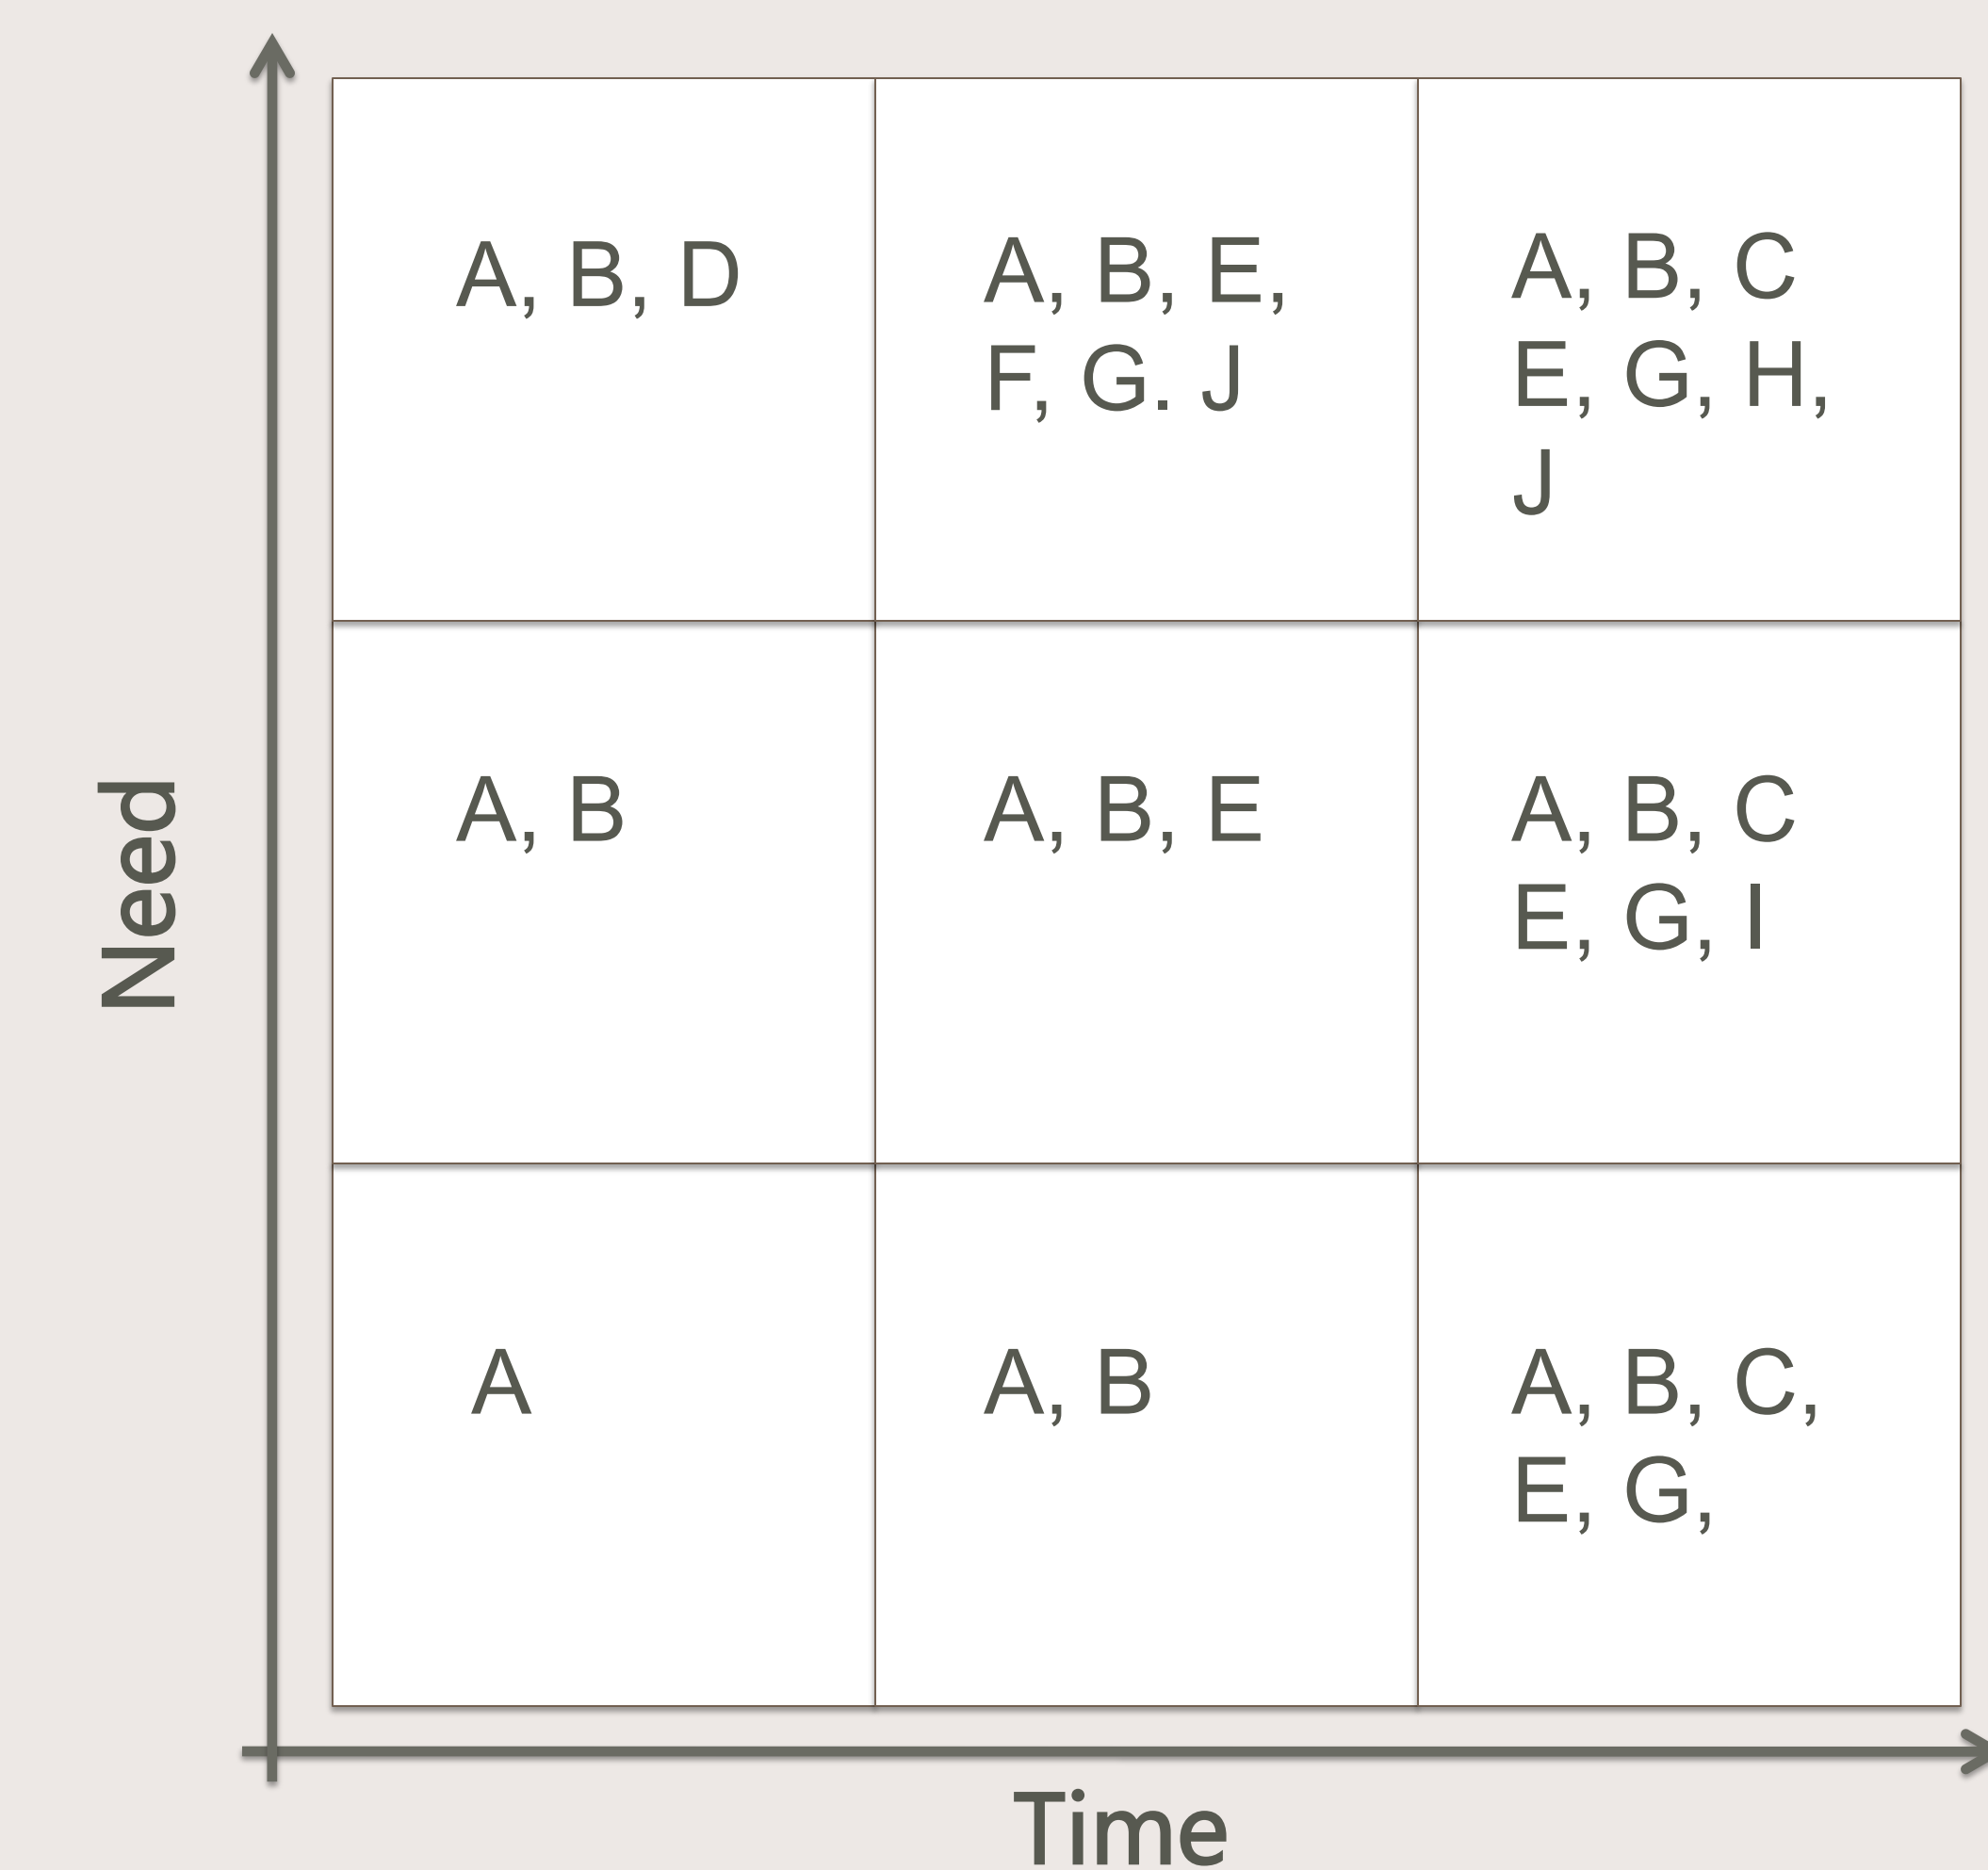 A, B, D
A, B, E,
F, G. J
A, B, C
E, G, H,
J
Need
A, B
A, B, E
A, B, C
E, G, I
A
A, B
A, B, C,
E, G,
Time